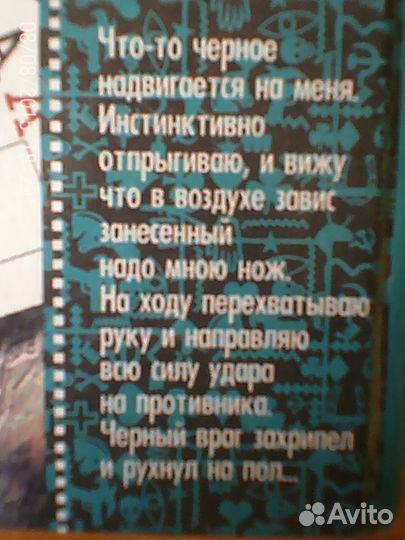 Что-то черное
надвигается на меня.
Инстинктивно
отпрыгиваю, и вижу
что в воздухе завис
занесенный
надо мною нож.
На ходу перехватываю
руку и направляю
всю силу удара
на противника.
Черный враг захрипел
и рухнул на пол...
Avito